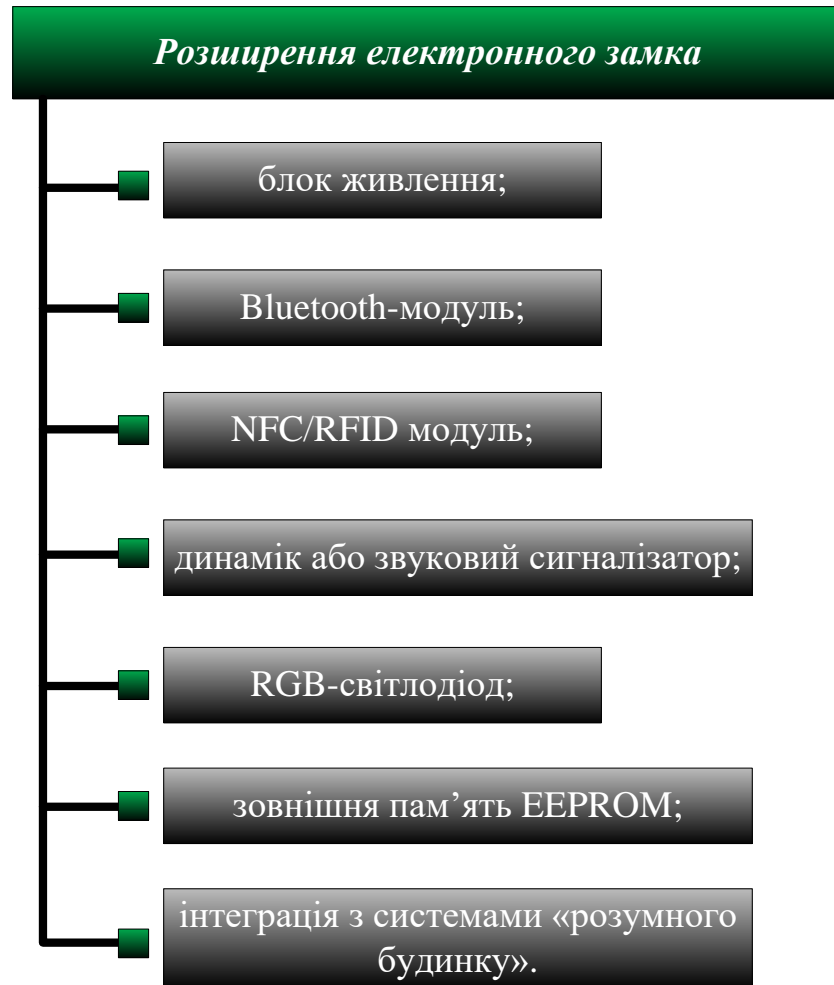 Розширення електронного замка
блок живлення;
Bluetooth-модуль;
NFC/RFID модуль;
динамік або звуковий сигналізатор;
RGB-світлодіод;
зовнішня пам’ять EEPROM;
інтеграція з системами «розумного
будинку».